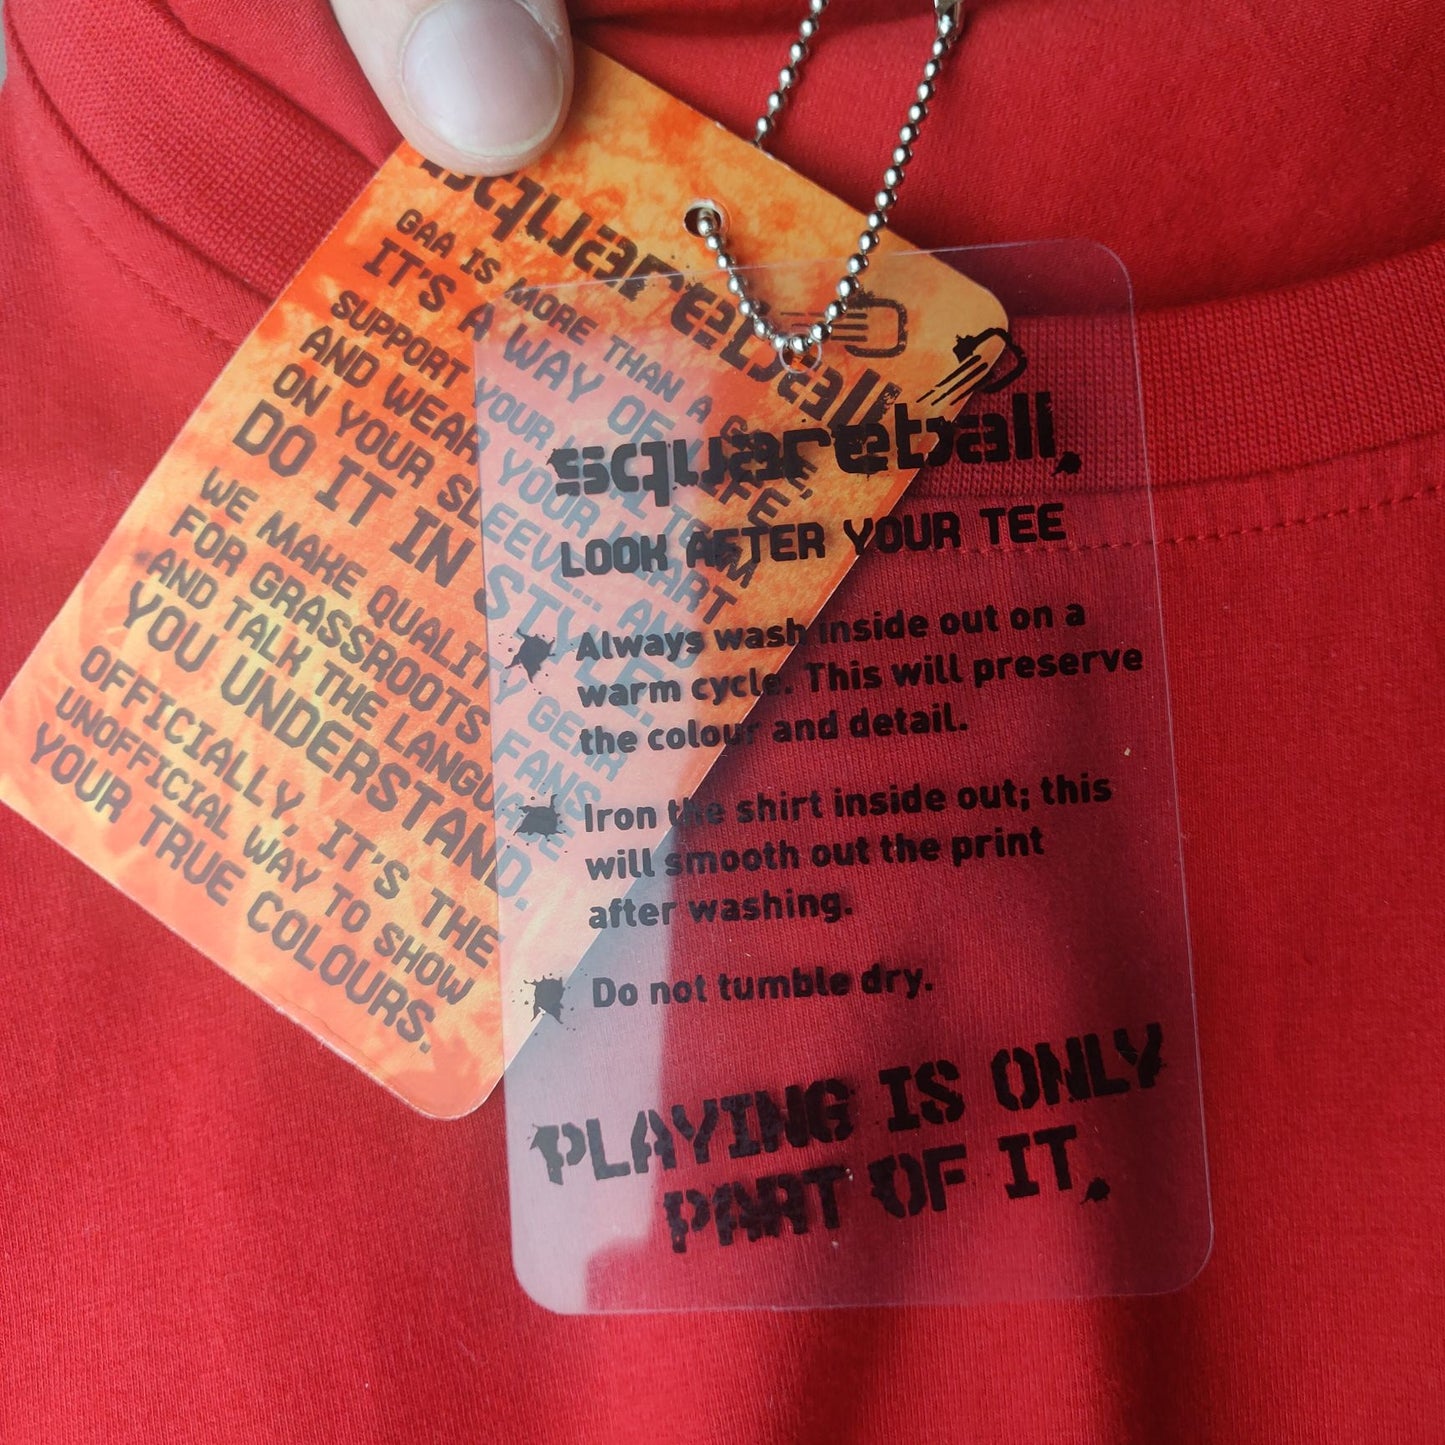 squareball
GAA IS MORE THAN A GAME,
IT'S A WAY OF LIFE.
SUPPORT YOUR LOCAL TEAM
AND WEAR YOUR HEART
ON YOUR SLEEVE... AND
DO IT IN STYLE.
WE MAKE QUALITY GEAR
FOR GRASSROOTS FANS
AND TALK THE LANGUAGE
YOU UNDERSTAND.
OFFICIALLY, IT'S THE
UNOFFICIAL WAY TO SHOW
YOUR TRUE COLOURS.
squareball.
LOOK AFTER YOUR TEE
Always wash inside out on a
warm cycle. This will preserve
the colour and detail.
Iron the shirt inside out; this
will smooth out the print
after washing.
Do not tumble dry.
PLAYING IS ONLY
PART OF IT.